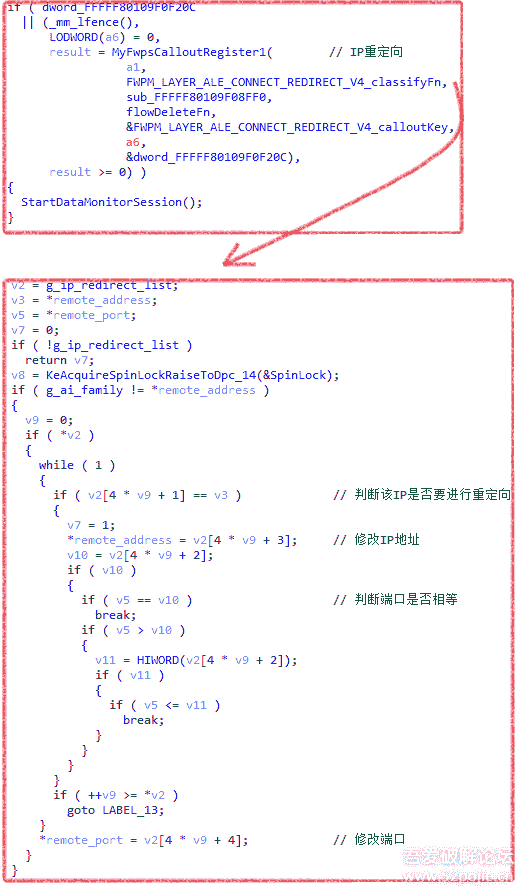 if ( dword_FFFFF80109F0F20C
|| (_mm_lfence(),
LODWORD(a6) = 0,
result = MyFwpsCalloutRegister1( // IP重定向
a1,
FWPM_LAYER_ALE_CONNECT_REDIRECT_V4_classifyFn,
sub_FFFFF80109F08FF0,
flowDeleteFn,
&FWPM_LAYER_ALE_CONNECT_REDIRECT_V4_calloutKey,
a6,
&dword_FFFFF80109F0F20C),
result >= 0) )
{
StartDataMonitorSession();
}
v2 = g_ip_redirect_list;
v3 = *remote_address;
v5 = *remote_port;
v7 = 0;
if ( !g_ip_redirect_list )
return v7;
v8 = KeAcquireSpinLockRaiseToDpc_14(&SpinLock);
if ( g_ai_family != *remote_address )
{
v9 = 0;
if ( *v2 )
{
while ( 1 )
{
if ( v2[4 * v9 + 1] == v3 ) // 判断该IP是否要进行重定向
{
v7 = 1;
*remote_address = v2[4 * v9 + 3]; // 修改IP地址
v10 = v2[4 * v9 + 2];
if ( v10 )
{
if ( v5 == v10 ) // 判断端口是否相等
break;
if ( v5 > v10 )
{
v11 = HIWORD(v2[4 * v9 + 2]);
if ( v11 )
{
if ( v5 <= v11 )
break;
}
}
}
}
if ( ++v9 >= *v2 )
goto LABEL_13;
}
*remote_port = v2[4 * v9 + 4]; // 修改端口
}
}
吾爱破解论坛
www.52pojie.cn